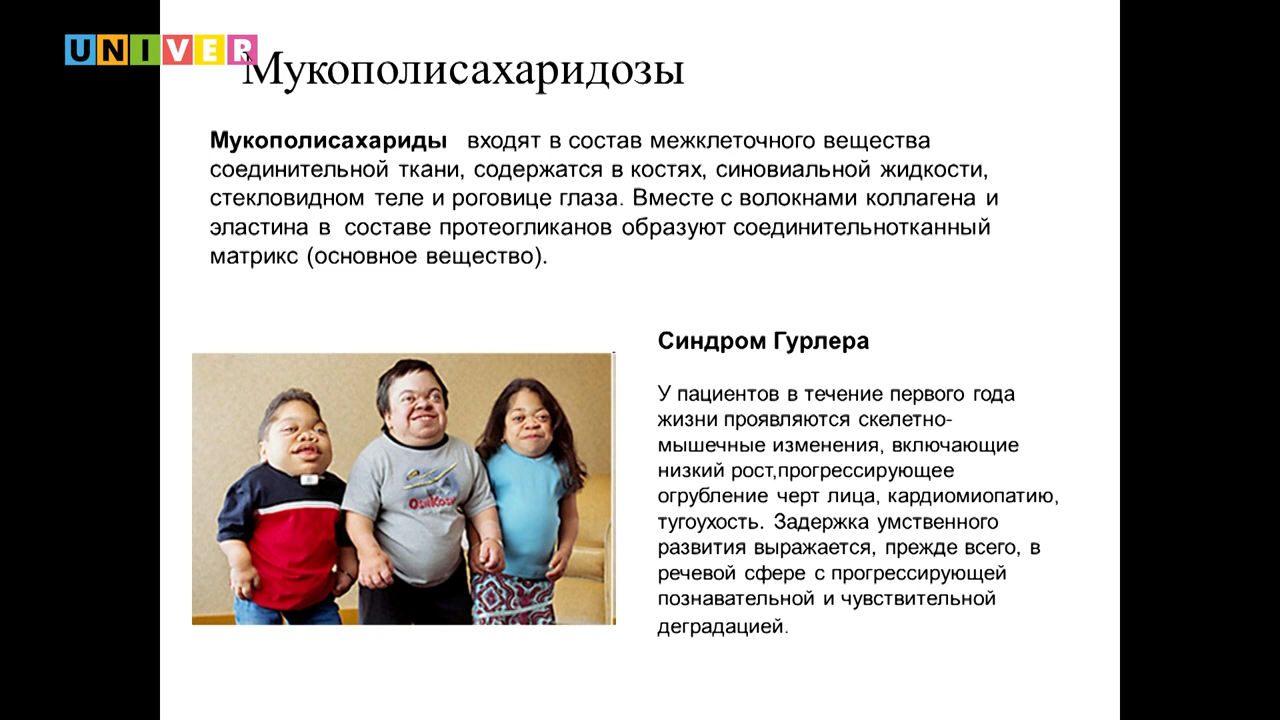 UNIVER
Мукополисахаридозы
Мукополисахариды входят в состав межклеточного вещества
соединительной ткани, содержатся в костях, синовиальной жидкости,
стекловидном теле и роговице глаза. Вместе с волокнами коллагена и
эластина в составе протеогликанов образуют соединительнотканный
матрикс (основное вещество).
Синдром Гурлера
У пациентов в течение первого года
жизни проявляются скелетно-
мышечные изменения, включающие
низкий рост,прогрессирующее
огрубление черт лица, кардиомиопатию,
тугоухость. Задержка умственного
развития выражается, прежде всего, в
речевой сфере с прогрессирующей
познавательной и чувствительной
деградацией.